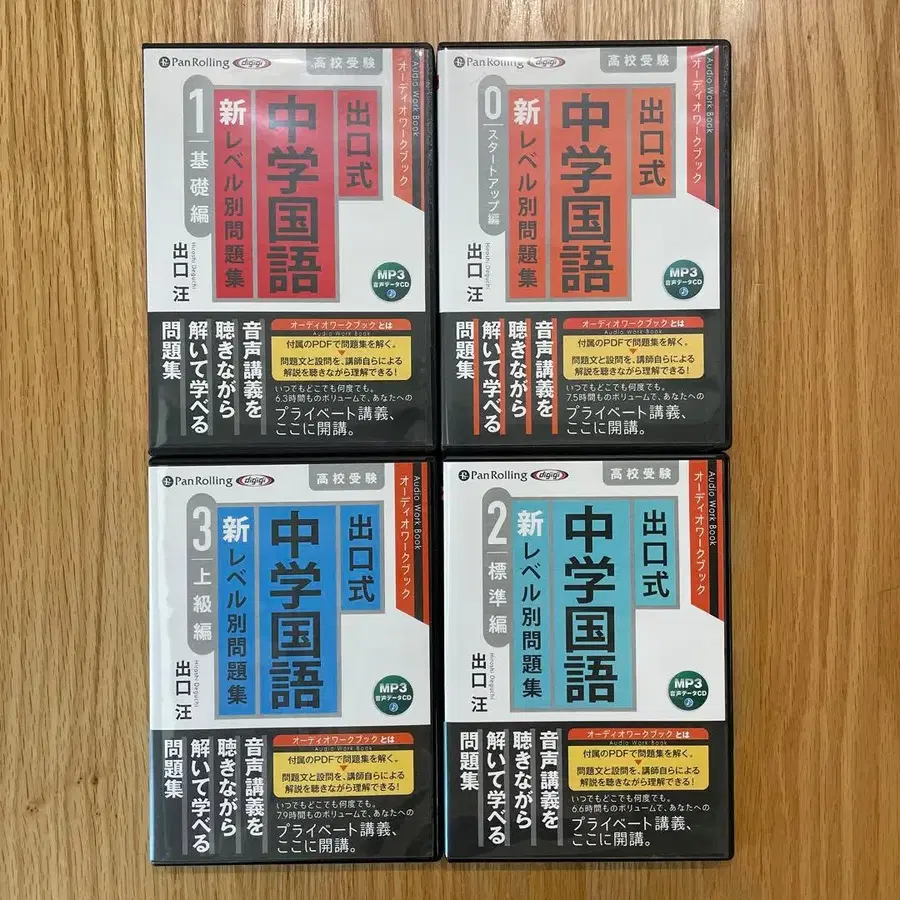 PanRolling digigi
高校受験
Audio Work Book
オーディオワークブック
出口式
中学国語
新レベル別問題集
1 基礎編
出口 汪
Hiroshi Deguchi
MP3
音声データCD
音声講義を
聴きながら
解いて学べる
問題集
オーディオワークブックとは
Audio Work Book
付属のPDFで問題集を解く。
問題文と設問を、講師自らによる
解説を聴きながら理解できる!
いつでもどこでも何度でも。
6.3時間ものボリュームで、あなたへの
プライベート講義、
ここに開講。
PanRolling digigi
高校受験
Audio Work Book
オーディオワークブック
出口式
中学国語
新レベル別問題集
0 スタートアップ編
出口 汪
Hiroshi Deguchi
MP3
音声データCD
音声講義を
聴きながら
解いて学べる
問題集
オーディオワークブックとは
Audio Work Book
付属のPDFで問題集を解く。
問題文と設問を、講師自らによる
解説を聴きながら理解できる!
いつでもどこでも何度でも。
7.5時間ものボリュームで、あなたへの
プライベート講義、
ここに開講。
PanRolling digigi
高校受験
Audio Work Book
オーディオワークブック
出口式
中学国語
新レベル別問題集
3 上級編
出口 汪
Hiroshi Deguchi
MP3
音声データCD
音声講義を
聴きながら
解いて学べる
問題集
オーディオワークブックとは
Audio Work Book
付属のPDFで問題集を解く。
問題文と設問を、講師自らによる
解説を聴きながら理解できる!
いつでもどこでも何度でも。
7.9時間ものボリュームで、あなたへの
プライベート講義、
ここに開講。
PanRolling digigi
高校受験
Audio Work Book
オーディオワークブック
出口式
中学国語
新レベル別問題集
2 標準編
出口 汪
Hiroshi Deguchi
MP3
音声データCD
音声講義を
聴きながら
解いて学べる
問題集
オーディオワークブックとは
Audio Work Book
付属のPDFで問題集を解く。
問題文と設問を、講師自らによる
解説を聴きながら理解できる!
いつでもどこでも何度でも。
6.6時間ものボリュームで、あなたへの
プライベート講義、
ここに開講。